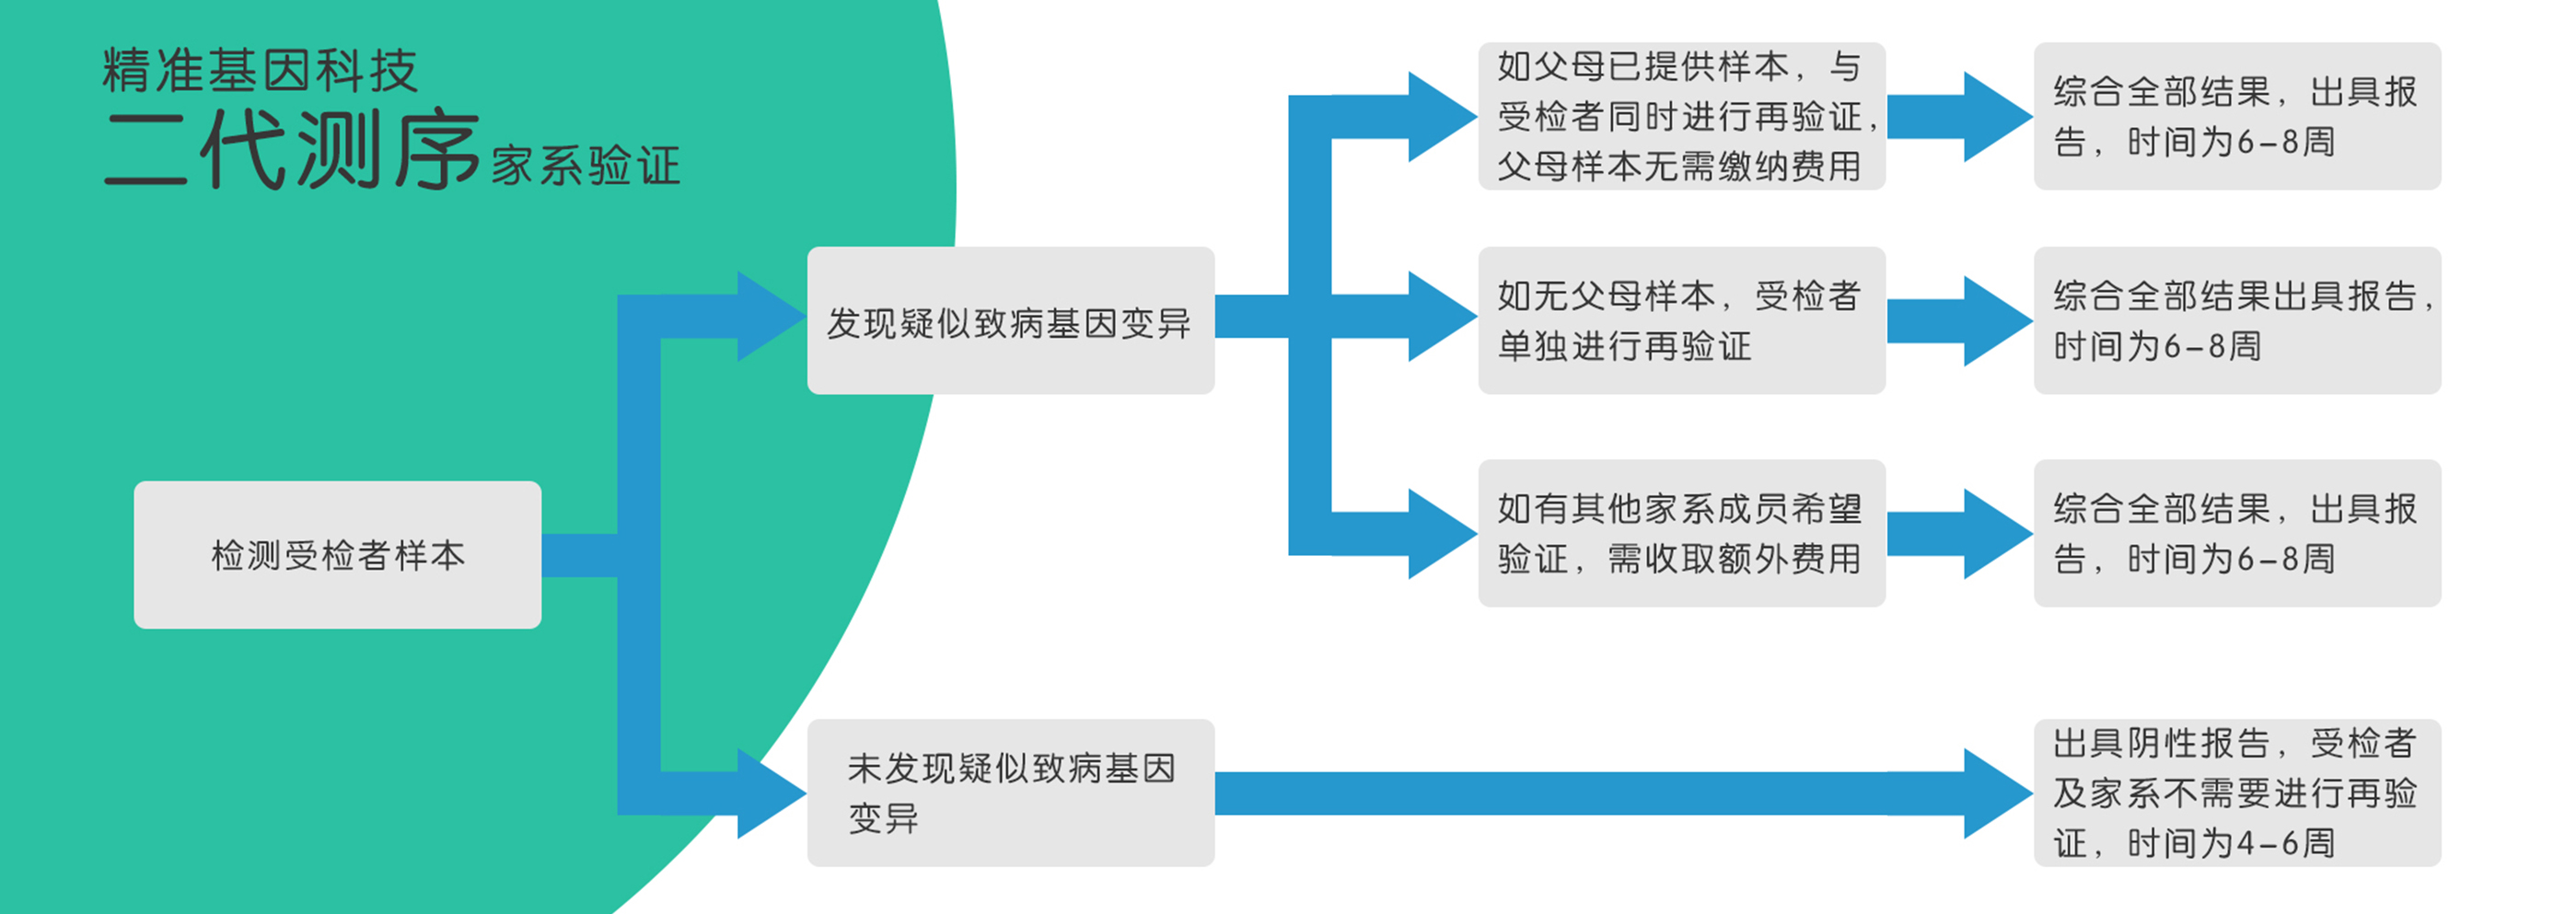 精准基因科技
二代测序家系验证
检测受检者样本
发现疑似致病基因变异
未发现疑似致病基因
变异
如父母已提供样本，与
受检者同时进行再验证，
父母样本无需缴纳费用
综合全部结果，出具报
告，时间为6-8周
如无父母样本，受检者
单独进行再验证
综合全部结果出具报告，
时间为6-8周
如有其他家系成员希望
验证，需收取额外费用
综合全部结果，出具报
告，时间为6-8周
出具阴性报告，受检者
及家系不需要进行再验
证，时间为4-6周